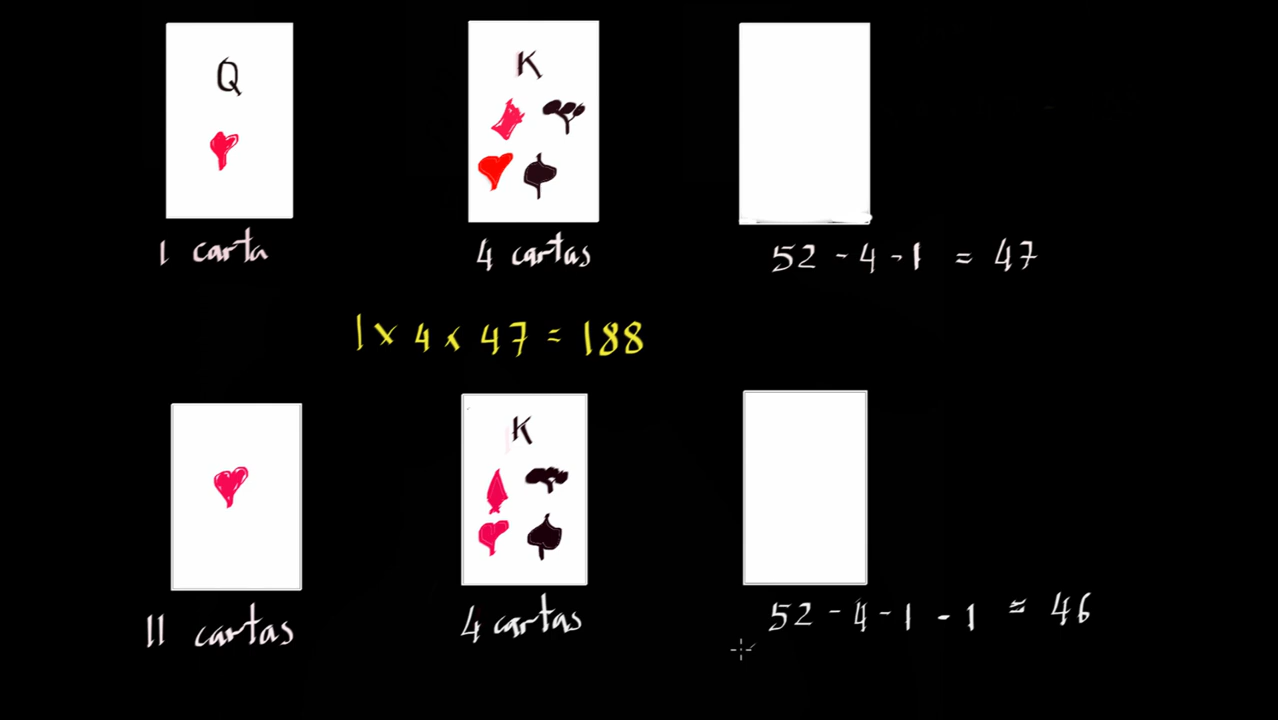 Q K
1 carta 4 cartas 52 - 4 - 1 = 47
1 x 4 x 47 = 188
K
11 cartas 4 cartas 52 - 4 - 1 - 1 = 46